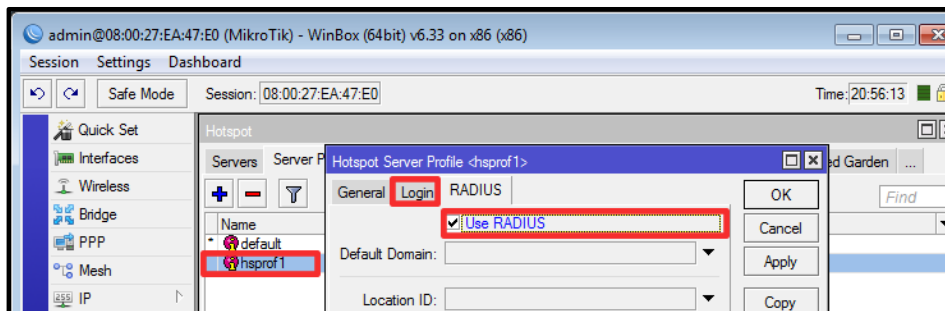 admin@08:00:27:EA:47:E0 (MikroTik) - WinBox (64bit) v6.33 on x86 (x86)
Session Settings Dashboard
Safe Mode Session: 08:00:27:EA:47:E0 Time: 20:56:13
Quick Set
Interfaces
Wireless
Bridge
PPP
Mesh
255 IP
Hotspot
Servers Server P
ed Garden ...
Find
Name
* default
hsprof1
Hotspot Server Profile <hsprof1>
General Login RADIUS
Use RADIUS
Default Domain:
Location ID:
OK
Cancel
Apply
Copy